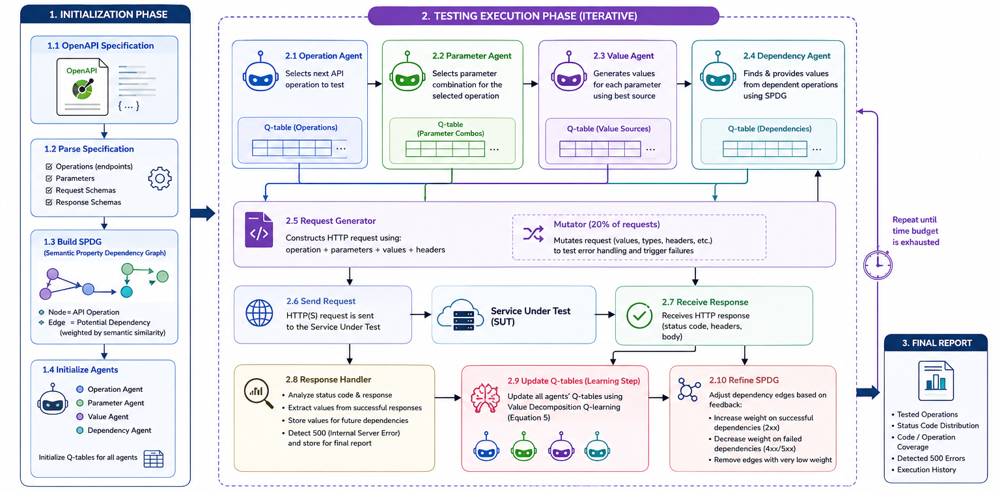 1. INITIALIZATION PHASE
1.1 OpenAPI Specification
OpenAPI
{ ... }
1.2 Parse Specification
Operations (endpoints)
Parameters
Request Schemas
Response Schemas
1.3 Build SPDG
(Semantic Property Dependency Graph)
Node = API Operation
Edge = Potential Dependency
(weighted by semantic similarity)
1.4 Initialize Agents
Operation Agent
Parameter Agent
Value Agent
Dependency Agent
Initialize Q-tables for all agents
2. TESTING EXECUTION PHASE (ITERATIVE)
2.1 Operation Agent
Selects next API
operation to test
Q-table (Operations)
...
2.2 Parameter Agent
Selects parameter
combination for the
selected operation
Q-table
(Parameter Combos)
...
2.3 Value Agent
Generates values
for each parameter
using best source
Q-table (Value Sources)
...
2.4 Dependency Agent
Finds & provides values
from dependent operations
using SPDG
Q-table (Dependencies)
...
2.5 Request Generator
Constructs HTTP request using:
operation + parameters + values + headers
Mutator (20% of requests)
Mutates request (values, types, headers, etc.)
to test error handling and trigger failures
2.6 Send Request
HTTP(S) request is sent
to the Service Under Test
Service Under Test
(SUT)
2.7 Receive Response
Receives HTTP response
(status code, headers,
body)
2.8 Response Handler
• Analyze status code & response
• Extract values from successful responses
• Store values for future dependencies
• Detect 500 (Internal Server Error)
and store for final report
2.9 Update Q-tables (Learning Step)
Update all agents' Q-tables using
Value Decomposition Q-learning
(Equation 5)
2.10 Refine SPDG
Adjust dependency edges based on
feedback:
• Increase weight on successful
dependencies (2xx)
• Decrease weight on failed
dependencies (4xx/5xx)
• Remove edges with very low weight
Repeat until
time budget
is exhausted
3. FINAL REPORT
• Tested Operations
• Status Code Distribution
• Code / Operation
Coverage
• Detected 500 Errors
• Execution History